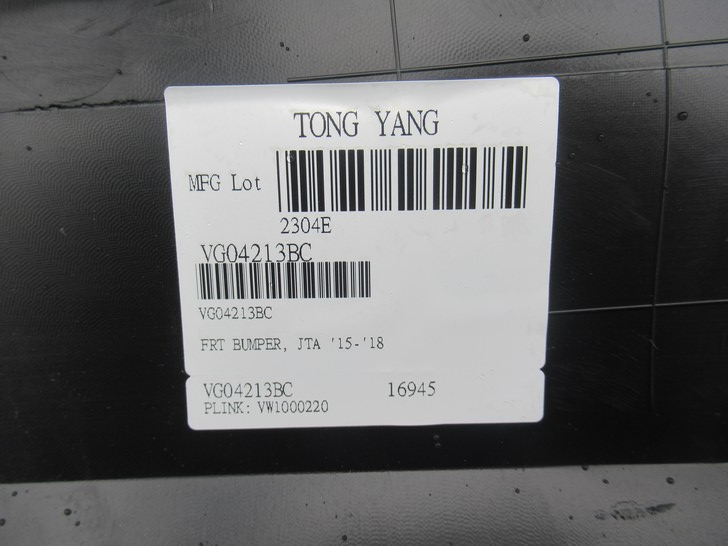 TONG YANG
MFG Lot
2304E
VG04213BC
VG04213BC
FRT BUMPER, JTA '15-'18
VG04213BC 16945
PLINK: VW1000220